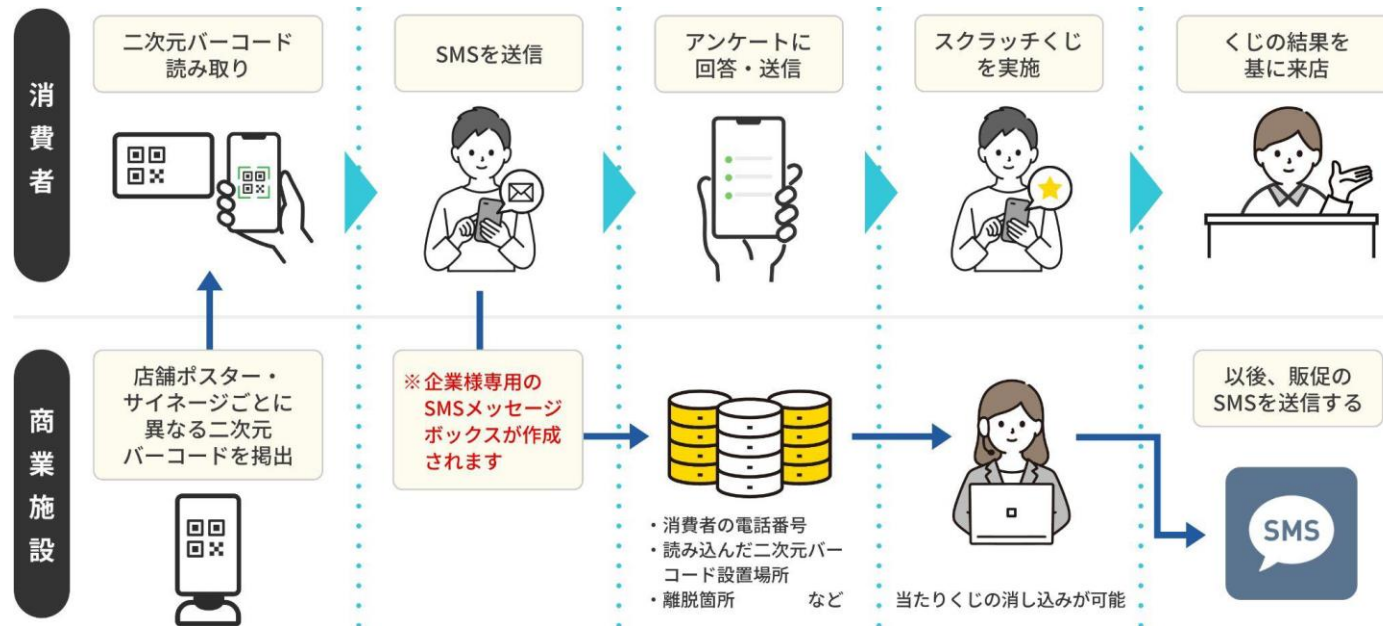 消費者
二次元バーコード
読み取り
SMSを送信
アンケートに
回答・送信
スクラッチくじ
を実施
くじの結果を
基に来店
商業施設
店舗ポスター・
サイネージごとに
異なる二次元
バーコードを掲出
※企業様専用の
SMSメッセージ
ボックスが作成
されます
・消費者の電話番号
・読み込んだ二次元バー
コード設置場所
・離脱箇所 など
当たりくじの消し込みが可能
以後、販促の
SMSを送信する
SMS